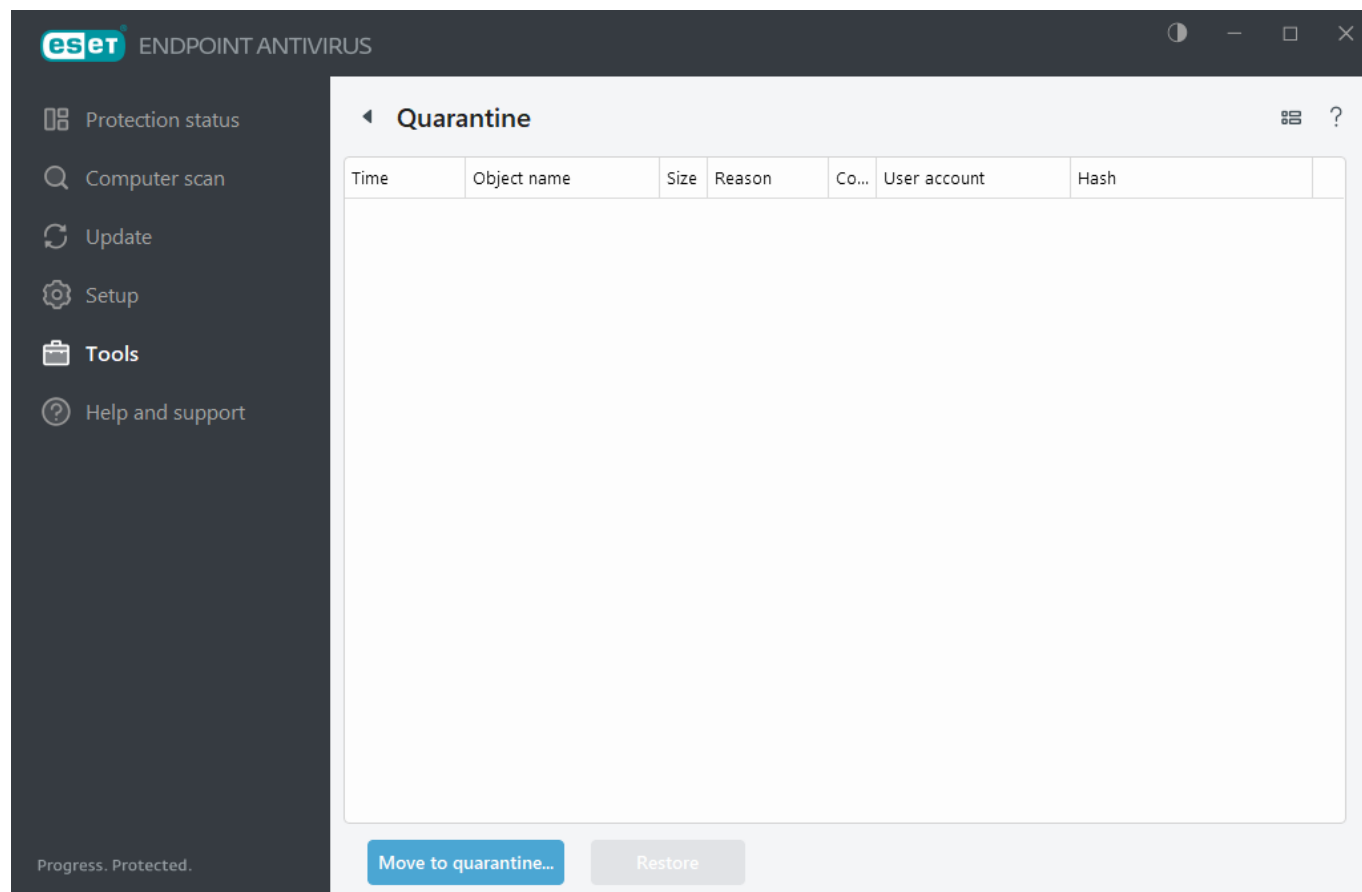 eset ENDPOINT ANTIVIRUS
Protection status
Computer scan
Update
Setup
Tools
Help and support
Progress. Protected.
Quarantine
?
Time Object name Size Reason Co... User account Hash
Move to quarantine... Restore